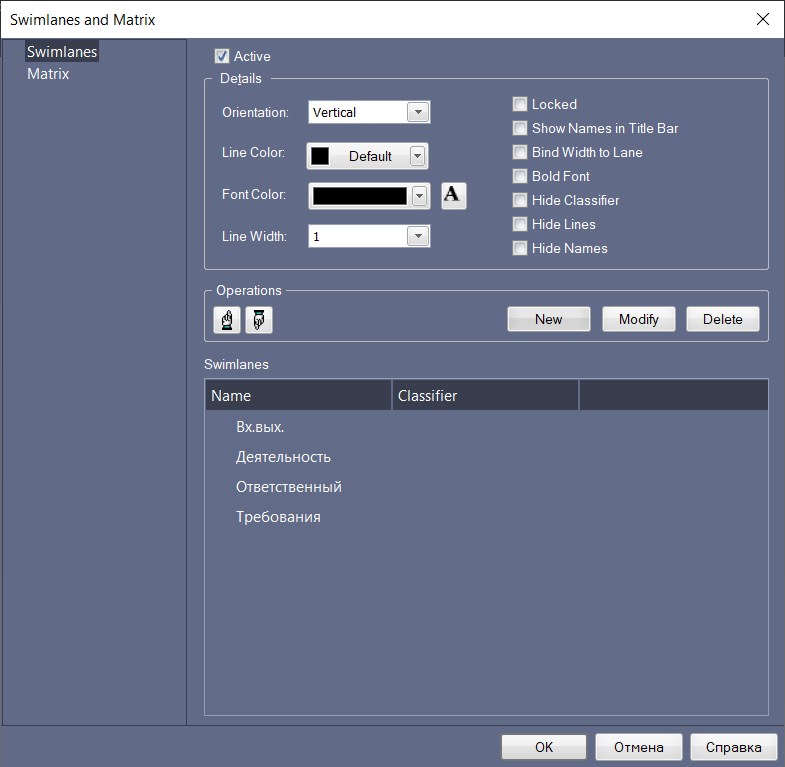 Swimlanes and Matrix
Swimlanes
Matrix
Active
Details
Orientation: Vertical
Line Color: Default
Font Color: A
Line Width: 1
Locked
Show Names in Title Bar
Bind Width to Lane
Bold Font
Hide Classifier
Hide Lines
Hide Names
Operations
New Modify Delete
Swimlanes
Name Classifier
Вх.вых.
Деятельность
Ответственный
Требования
OK Отмена Справка